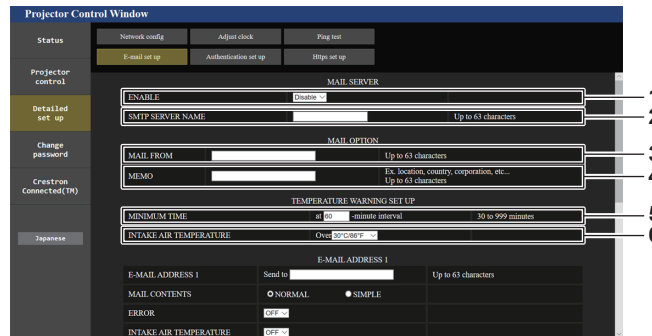 Projector Control Window
Status
Network config
Adjust clock
Ping test
E-mail set up
Authentication set up
Https set up
Projector control
Detailed set up
Change password
Crestron Connected(TM)
Japanese
MAIL SERVER
ENABLE Disable
SMTP SERVER NAME Up to 63 characters
MAIL OPTION
MAIL FROM Up to 63 characters
MEMO Ex. location, country, corporation, etc...
Up to 63 characters
TEMPERATURE WARNING SET UP
MINIMUM TIME at 60 -minute interval 30 to 999 minutes
INTAKE AIR TEMPERATURE Over 30°C/86°F
E-MAIL ADDRESS 1
E-MAIL ADDRESS 1 Send to Up to 63 characters
MAIL CONTENTS NORMAL SIMPLE
ERROR OFF
INTAKE AIR TEMPERATURE OFF